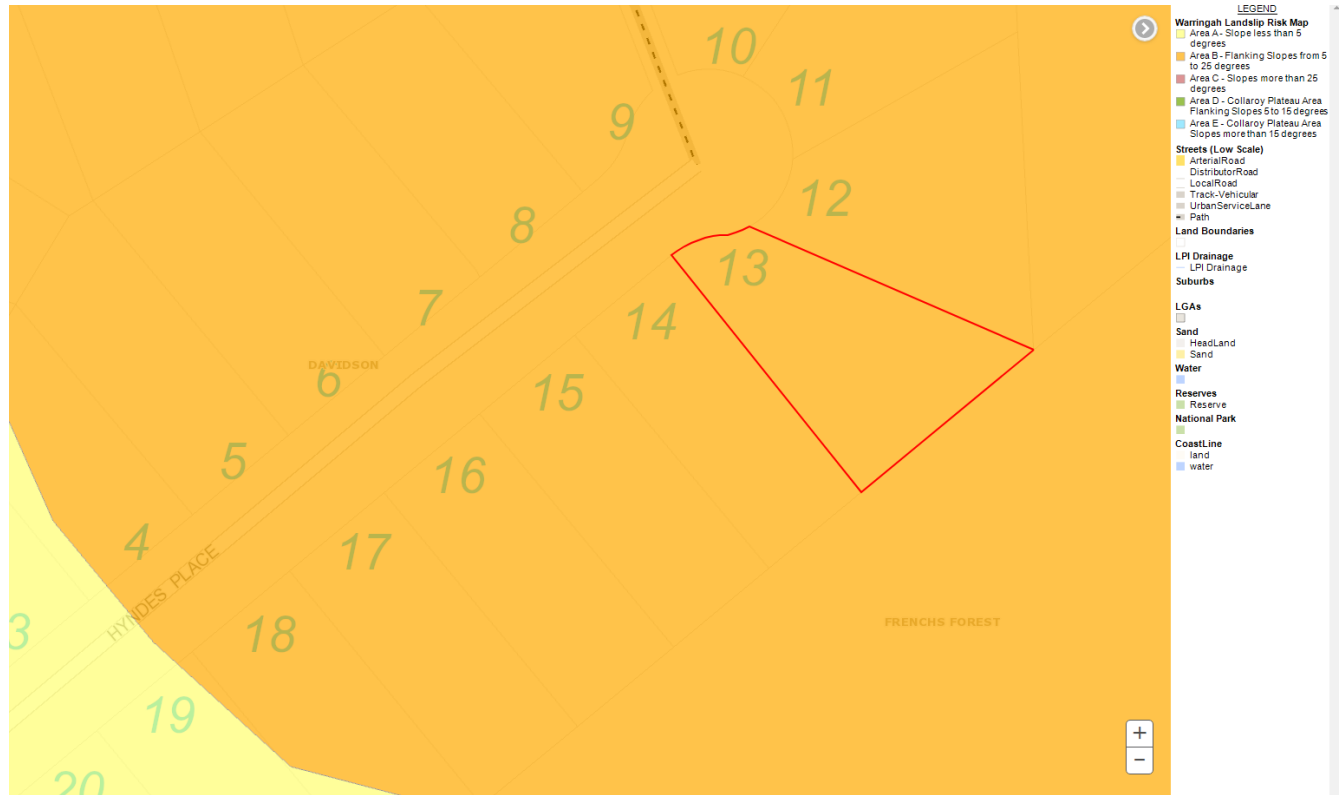 10
11
9
12
8
13
7
14
DAVIDSON
6
15
5
16
4
17
HYNDES PLACE
FRENCHS FOREST
3
18
19
20
+
−
LEGEND
Warringah Landslip Risk Map
Area A - Slope less than 5
degrees
Area B - Flanking Slopes from 5
to 25 degrees
Area C - Slopes more than 25
degrees
Area D - Collaroy Plateau Area
Flanking Slopes 5 to 15 degrees
Area E - Collaroy Plateau Area
Slopes more than 15 degrees
Streets (Low Scale)
ArterialRoad
DistributorRoad
LocalRoad
Track-Vehicular
UrbanServiceLane
Path
Land Boundaries
LPI Drainage
LPI Drainage
Suburbs
LGAs
Sand
HeadLand
Sand
Water
Reserves
Reserve
National Park
CoastLine
land
water